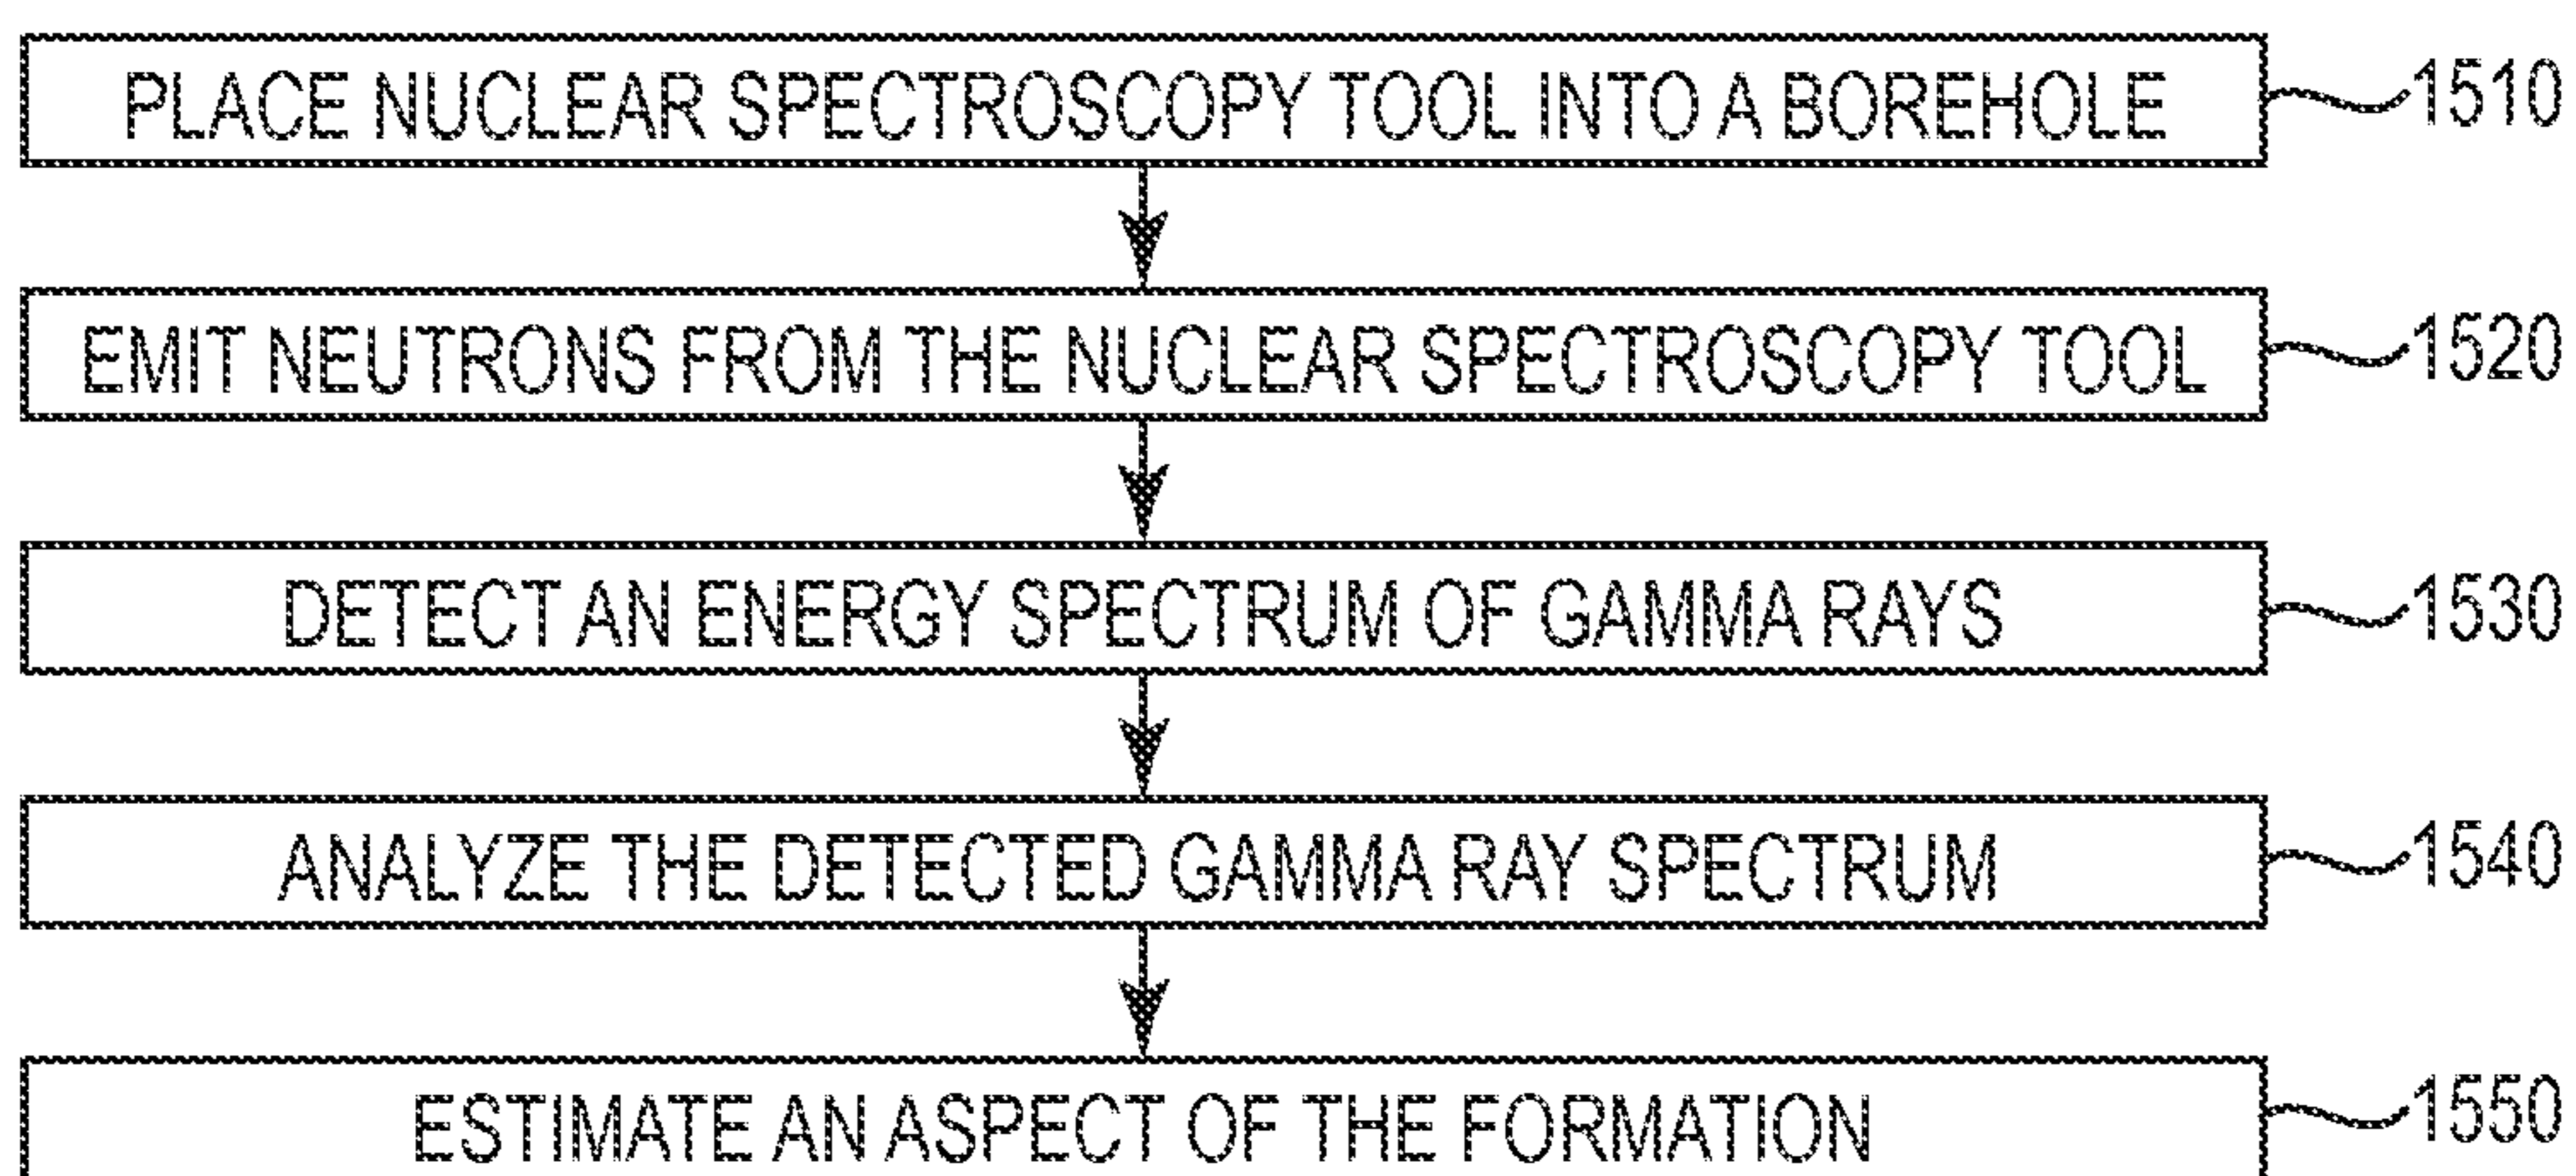 PLACE NUCLEAR SPECTROSCOPY TOOL INTO A BOREHOLE 1510
EMIT NEUTRONS FROM THE NUCLEAR SPECTROSCOPY TOOL 1520
DETECT AN ENERGY SPECTRUM OF GAMMA RAYS 1530
ANALYZE THE DETECTED GAMMA RAY SPECTRUM 1540
ESTIMATE AN ASPECT OF THE FORMATION 1550